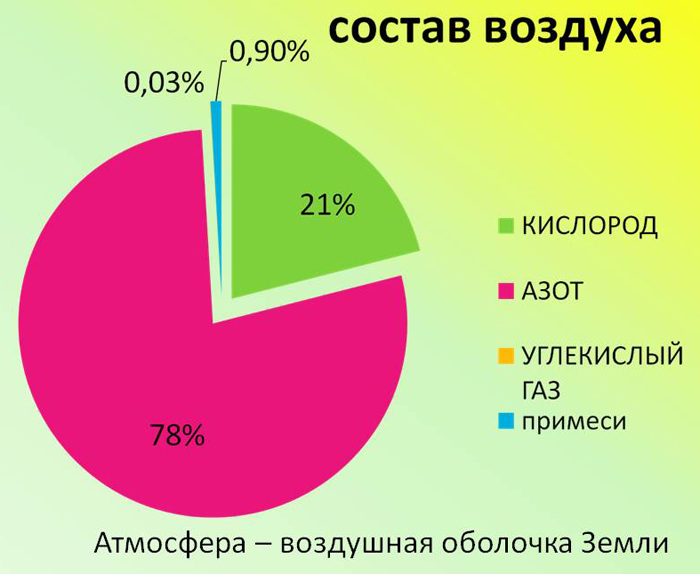 состав воздуха
0,90%
0,03%
21%
78%
КИСЛОРОД
АЗОТ
УГЛЕКИСЛЫЙ
ГАЗ
примеси
Атмосфера – воздушная оболочка Земли